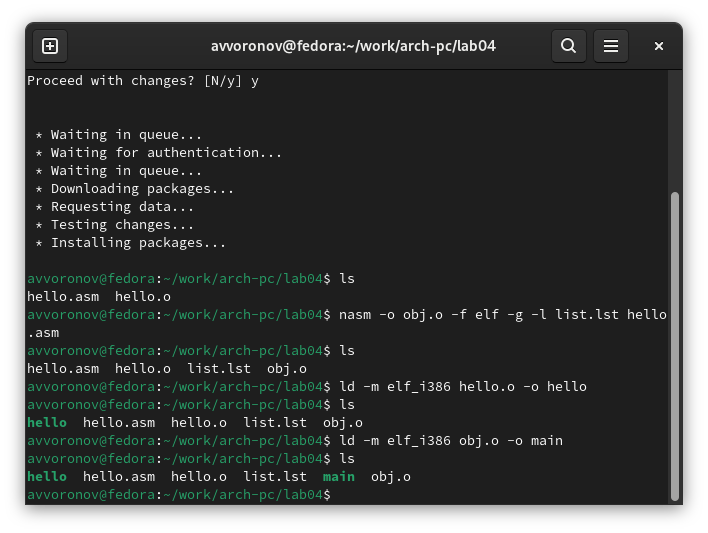 avvoronov@fedora:~/work/arch-pc/lab04
Proceed with changes? [N/y] y
* Waiting in queue...
* Waiting for authentication...
* Waiting in queue...
* Downloading packages...
* Requesting data...
* Testing changes...
* Installing packages...
avvoronov@fedora:~/work/arch-pc/lab04$ ls
hello.asm  hello.o
avvoronov@fedora:~/work/arch-pc/lab04$ nasm -o obj.o -f elf -g -l list.lst hello
.asm
avvoronov@fedora:~/work/arch-pc/lab04$ ls
hello.asm  hello.o  list.lst  obj.o
avvoronov@fedora:~/work/arch-pc/lab04$ ld -m elf_i386 hello.o -o hello
avvoronov@fedora:~/work/arch-pc/lab04$ ls
hello  hello.asm  hello.o  list.lst  obj.o
avvoronov@fedora:~/work/arch-pc/lab04$ ld -m elf_i386 obj.o -o main
avvoronov@fedora:~/work/arch-pc/lab04$ ls
hello  hello.asm  hello.o  list.lst  main  obj.o
avvoronov@fedora:~/work/arch-pc/lab04$